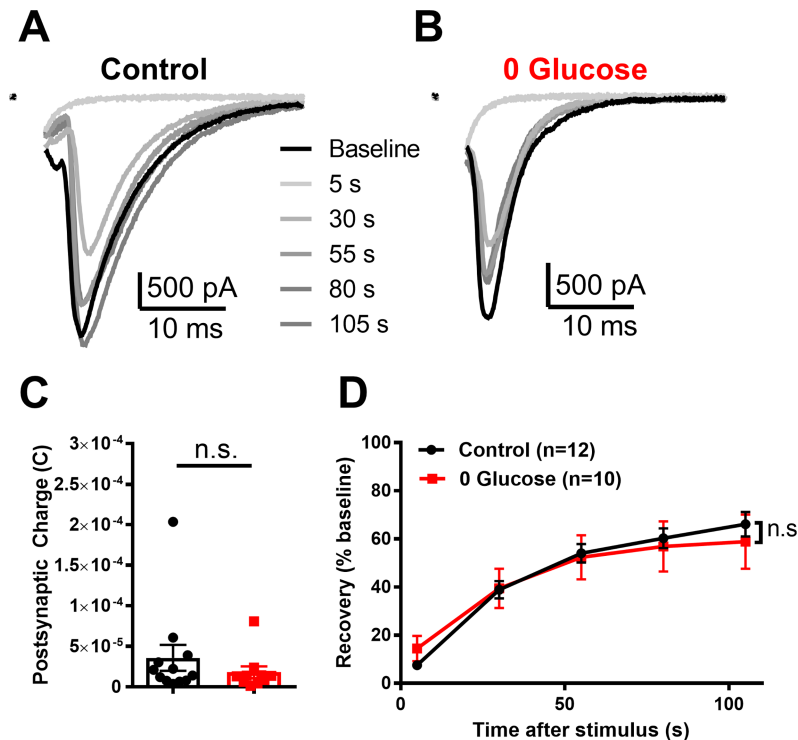 A
Control
B
0 Glucose
Baseline
5 s
30 s
55 s
80 s
105 s
500 pA
10 ms
500 pA
10 ms
C
Postsynaptic Charge (C)
3×10⁻⁴
2.5×10⁻⁴
2×10⁻⁴
1×10⁻⁴
1×10⁻⁴
5×10⁻⁵
0
n.s.
D
Recovery (% baseline)
100
80
60
40
20
0
Control (n=12)
0 Glucose (n=10)
n.s
0
50
100
Time after stimulus (s)